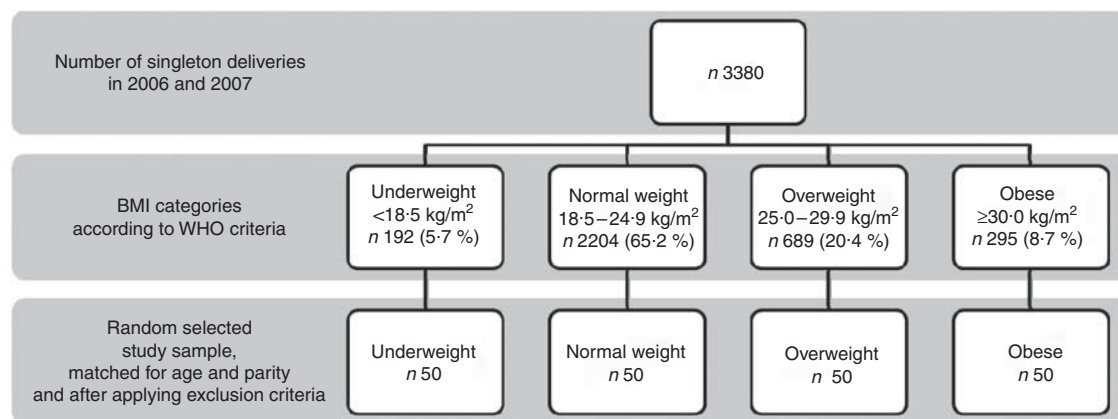 Number of singleton deliveries
in 2006 and 2007
n 3380
BMI categories
according to WHO criteria
Underweight
<18·5 kg/m²
n 192 (5·7 %)
Normal weight
18·5–24·9 kg/m²
n 2204 (65·2 %)
Overweight
25·0–29·9 kg/m²
n 689 (20·4 %)
Obese
≥30·0 kg/m²
n 295 (8·7 %)
Random selected
study sample,
matched for age and parity
and after applying exclusion criteria
Underweight
n 50
Normal weight
n 50
Overweight
n 50
Obese
n 50